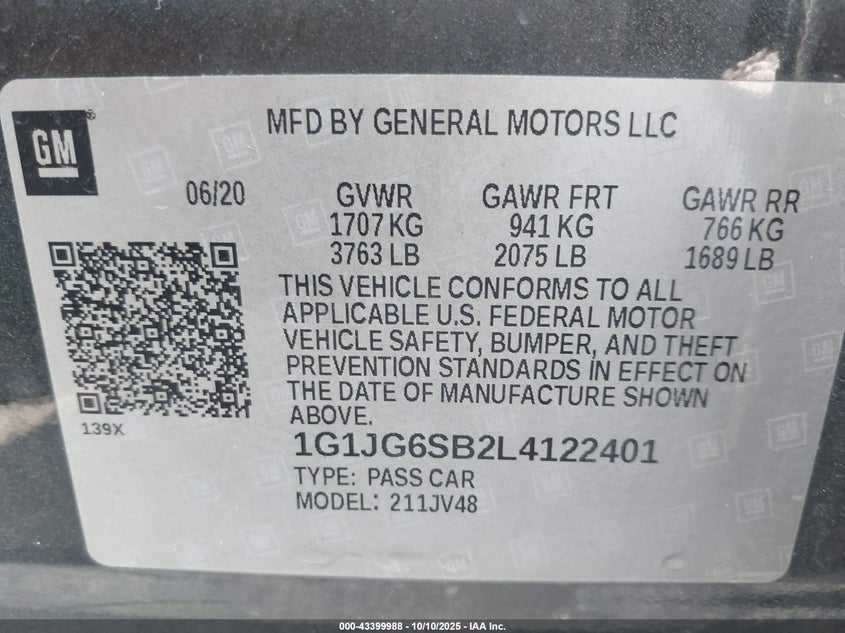 GM®
MFD BY GENERAL MOTORS LLC
06/20 GVWR GAWR FRT GAWR RR
1707 KG 941 KG 766 KG
3763 LB 2075 LB 1689 LB
THIS VEHICLE CONFORMS TO ALL
APPLICABLE U.S. FEDERAL MOTOR
VEHICLE SAFETY, BUMPER, AND THEFT
PREVENTION STANDARDS IN EFFECT ON
THE DATE OF MANUFACTURE SHOWN
ABOVE.
139X
1G1JG6SB2L4122401
TYPE: PASS CAR
MODEL: 211JV48
000-43399988 - 10/10/2025 - IAA Inc.